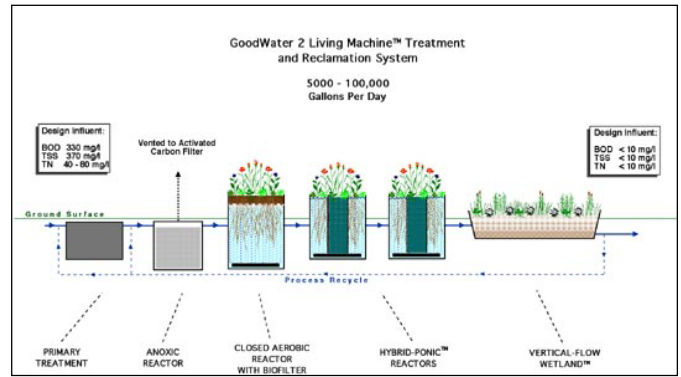 GoodWater 2 Living Machine™ Treatment
and Reclamation System
5000 - 100,000
Gallons Per Day
Design Influent:
BOD 330 mg/l
TSS 370 mg/l
TN 40 - 80 mg/l
Vented to Activated
Carbon Filter
Design Influent:
BOD < 10 mg/l
TSS < 10 mg/l
TN < 10 mg/l
Ground Surface
Process Recycle
PRIMARY
TREATMENT
ANOXIC
REACTOR
CLOSED AEROBIC
REACTOR
WITH BIOFILTER
HYBRID-PONIC™
REACTORS
VERTICAL-FLOW
WETLAND™